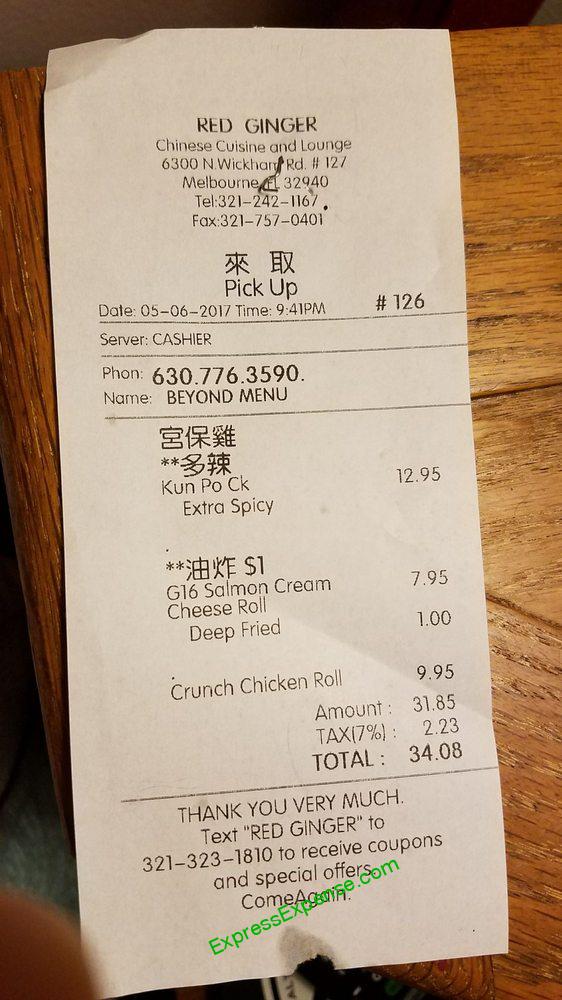 RED GINGER
Chinese Cuisine and Lounge
6300 N.Wickham Rd. # 127
Melbourne, FL 32940
Tel:321-242-1167
Fax:321-757-0401
來 取
Pick Up
Date: 05-06-2017 Time: 9:41PM # 126
Server: CASHIER
Phon: 630.776.3590.
Name: BEYOND MENU
宮保雞
**多辣
Kun Po Ck 12.95
Extra Spicy
.
**油炸 $1
G16 Salmon Cream 7.95
Cheese Roll
Deep Fried 1.00
.
Crunch Chicken Roll 9.95
Amount : 31.85
TAX(7%) : 2.23
TOTAL : 34.08
THANK YOU VERY MUCH.
Text "RED GINGER" to
321-323-1810 to receive coupons
and special offers.
ComeAgain.
ExpressExpense.com